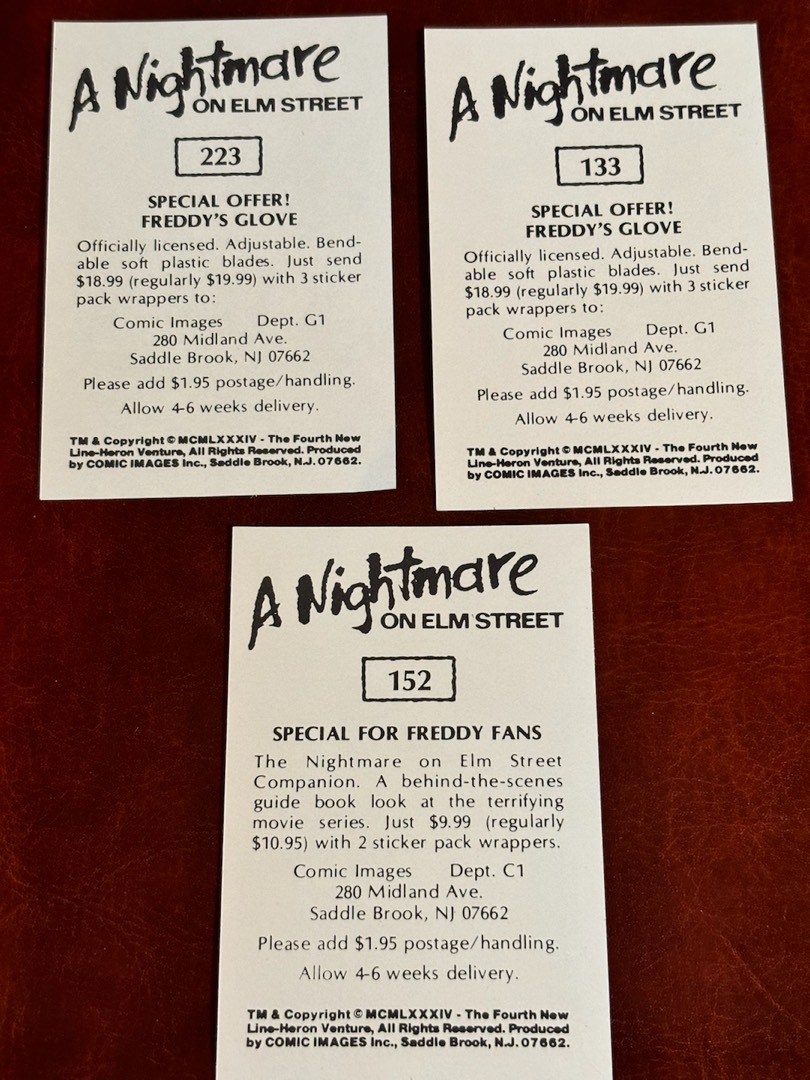 A Nightmare
ON ELM STREET
223
SPECIAL OFFER!
FREDDY'S GLOVE
Officially licensed. Adjustable. Bend-
able soft plastic blades. Just send
$18.99 (regularly $19.99) with 3 sticker
pack wrappers to:
Comic Images Dept. G1
280 Midland Ave.
Saddle Brook, NJ 07662
Please add $1.95 postage/handling.
Allow 4-6 weeks delivery.
TM & Copyright © MCMLXXXIV - The Fourth New
Line-Heron Venture, All Rights Reserved. Produced
by COMIC IMAGES Inc., Saddle Brook, N.J. 07662.
A Nightmare
ON ELM STREET
133
SPECIAL OFFER!
FREDDY'S GLOVE
Officially licensed. Adjustable. Bend-
able soft plastic blades. Just send
$18.99 (regularly $19.99) with 3 sticker
pack wrappers to:
Comic Images Dept. G1
280 Midland Ave.
Saddle Brook, NJ 07662
Please add $1.95 postage/handling.
Allow 4-6 weeks delivery.
TM & Copyright © MCMLXXXIV - The Fourth New
Line-Heron Venture, All Rights Reserved. Produced
by COMIC IMAGES Inc., Saddle Brook, N.J. 07662.
A Nightmare
ON ELM STREET
152
SPECIAL FOR FREDDY FANS
The Nightmare on Elm Street
Companion. A behind-the-scenes
guide book look at the terrifying
movie series. Just $9.99 (regularly
$10.95) with 2 sticker pack wrappers.
Comic Images Dept. C1
280 Midland Ave.
Saddle Brook, NJ 07662
Please add $1.95 postage/handling.
Allow 4-6 weeks delivery.
TM & Copyright © MCMLXXXIV - The Fourth New
Line-Heron Venture, All Rights Reserved. Produced
by COMIC IMAGES Inc., Saddle Brook, N.J. 07662.